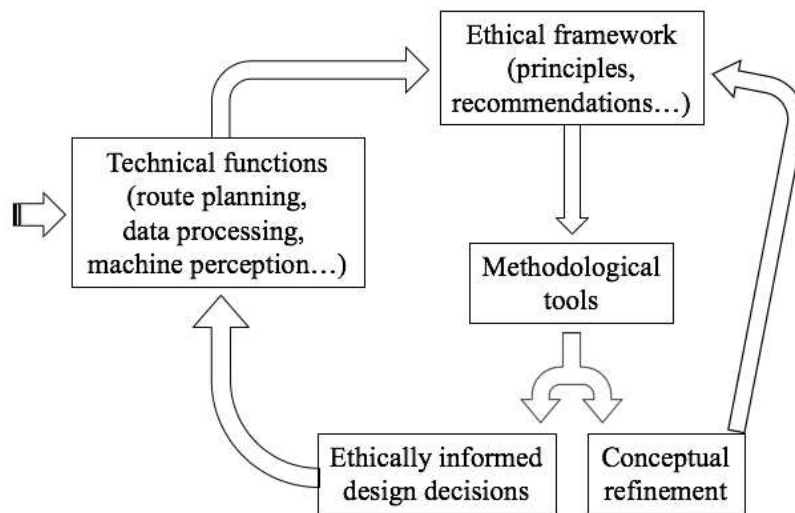 Ethical framework
(principles,
recommendations…)
Technical functions
(route planning,
data processing,
machine perception…)
Methodological
tools
Ethically informed
design decisions
Conceptual
refinement